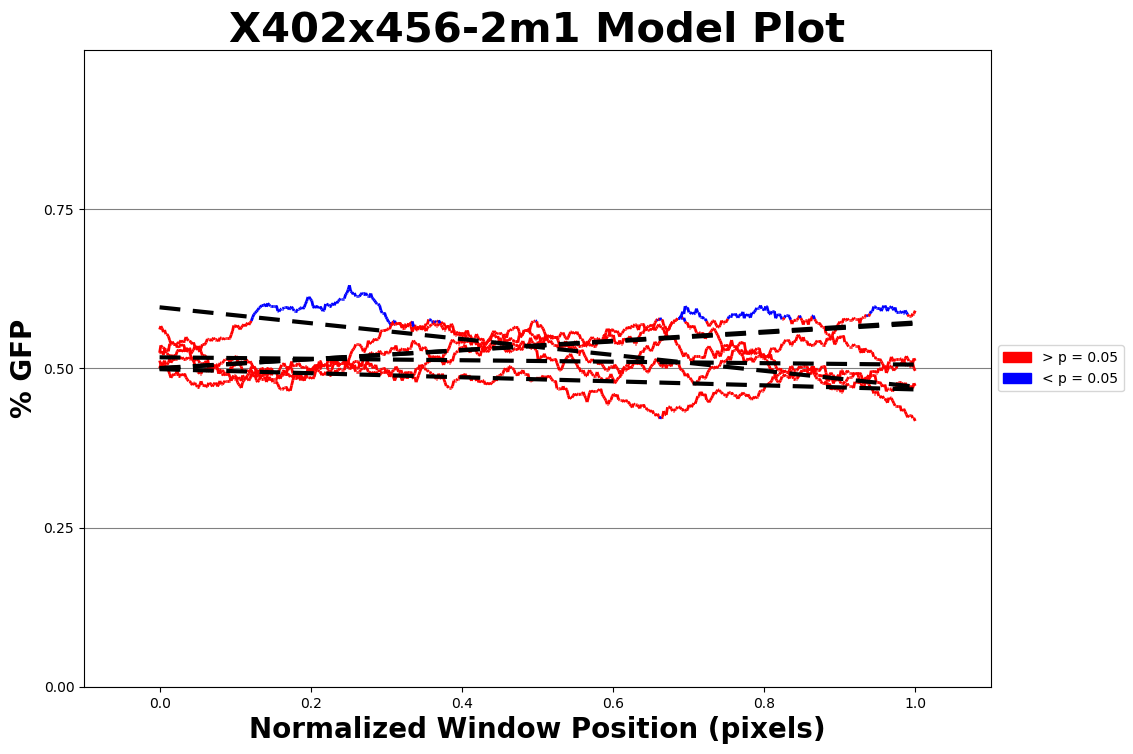 X402x456-2m1 Model Plot
% GFP
0.75
0.50
0.25
0.00
0.0 0.2 0.4 0.6 0.8 1.0
Normalized Window Position (pixels)
> p = 0.05
< p = 0.05